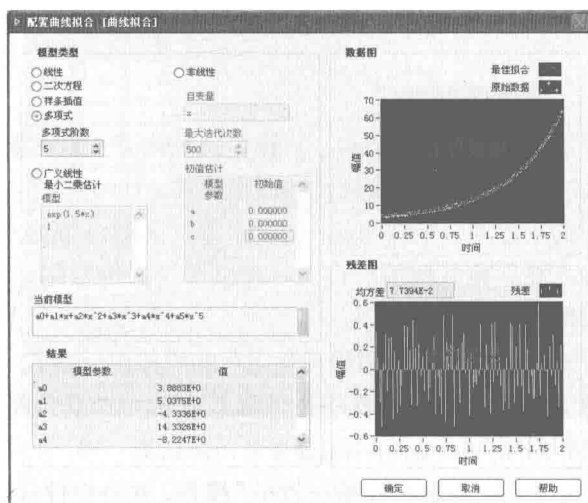 配置曲线拟合 [曲线拟合]
模型类型
线性
二次方程
样条插值
多项式
多项式阶数
5
广义线性
最小二乘估计
模型
exp(1.5*x)
1
非线性
自变量
x
最大迭代次数
500
初值估计
模型参数 初始值
a 0.000000
b 0.000000
c 0.000000
当前模型
a0+a1*x+a2*x^2+a3*x^3+a4*x^4+a5*x^5
结果
模型参数 值
a0 3.8883E+0
a1 5.0375E+0
a2 -4.3336E+0
a3 14.3326E+0
a4 -8.2247E+0
数据图
最佳拟合
原始数据
70
60
50
40
30
20
10
0
幅值
0 0.25 0.5 0.75 1 1.25 1.5 1.75 2
时间
残差图
均方差 7.7394E-2 残差
0.6
0.4
0.2
0
-0.2
-0.4
-0.6
幅值
0 0.25 0.5 0.75 1 1.25 1.5 1.75 2
时间
确定 取消 帮助